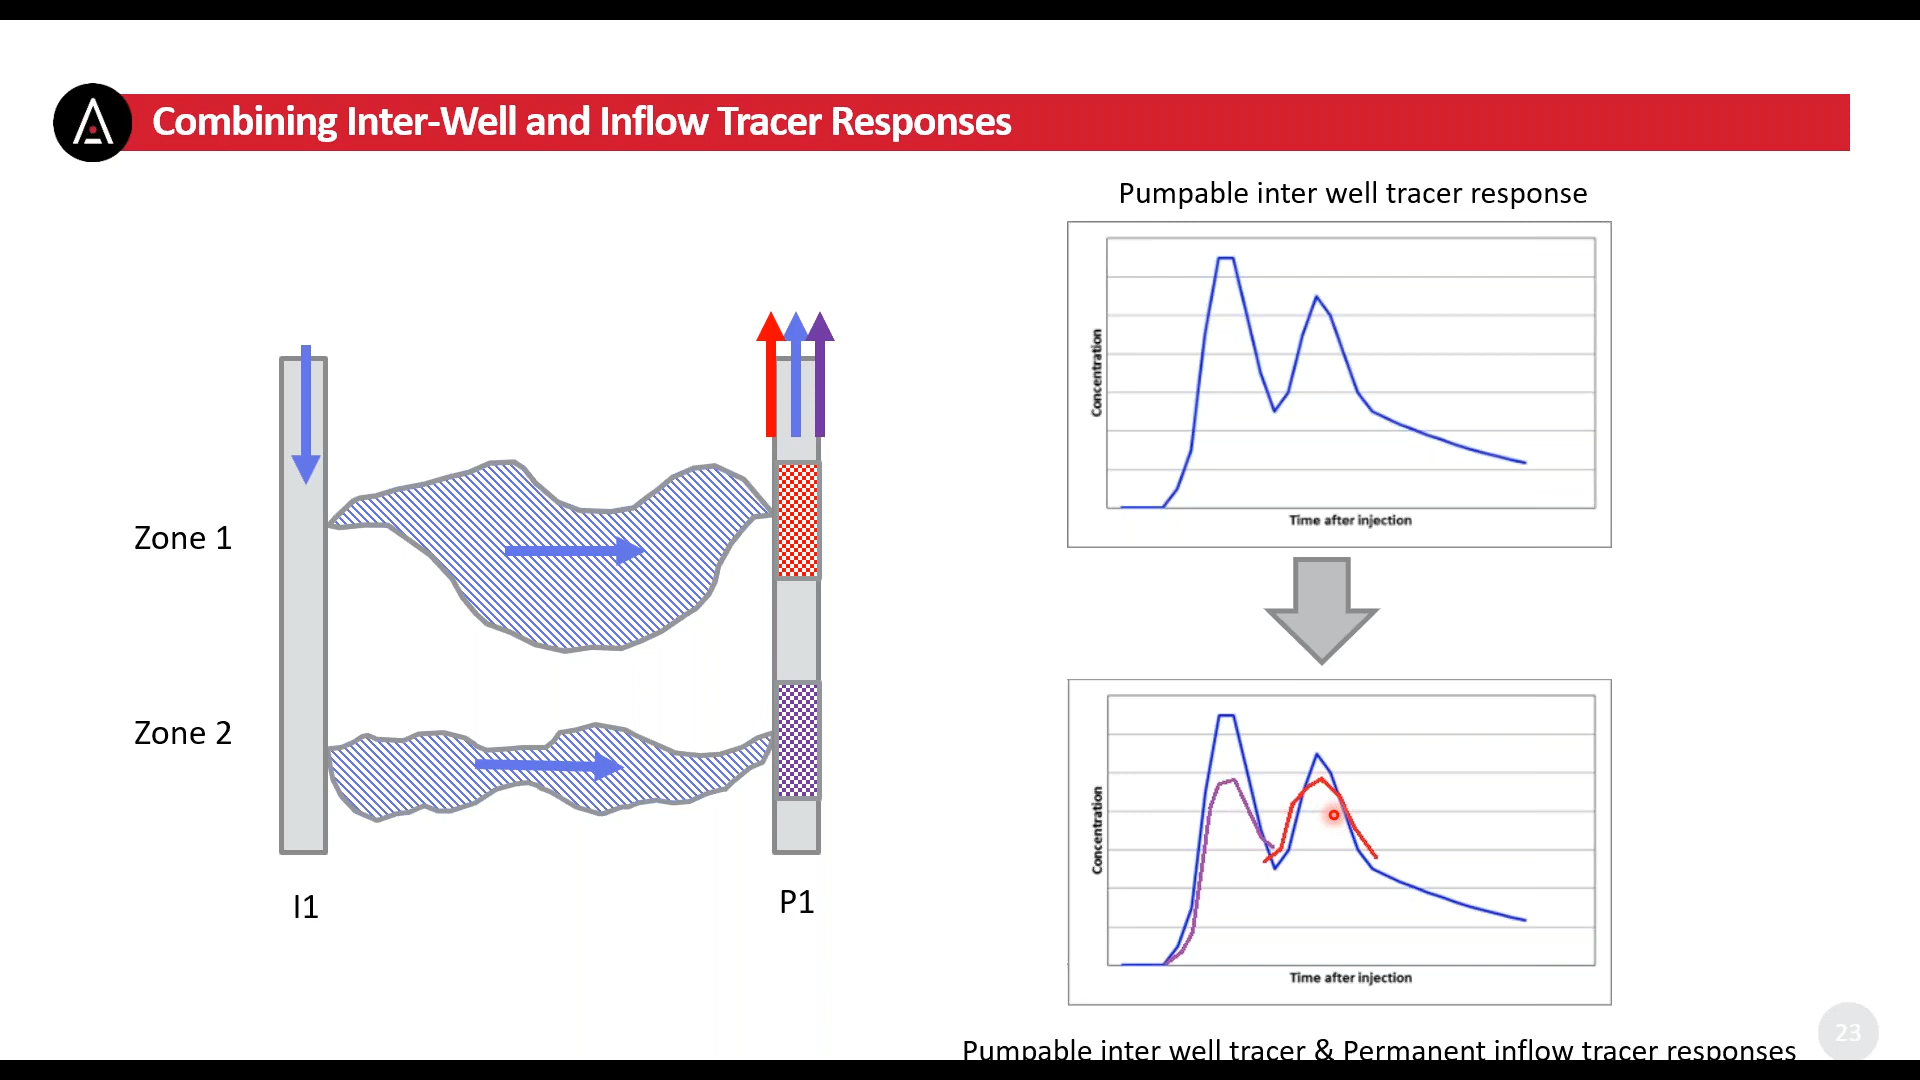 Combining Inter-Well and Inflow Tracer Responses
Pumpable inter well tracer response
Concentration
Time after injection
Zone 1
Zone 2
I1
P1
Concentration
Time after injection
Pumpable inter well tracer & Permanent inflow tracer responses
23